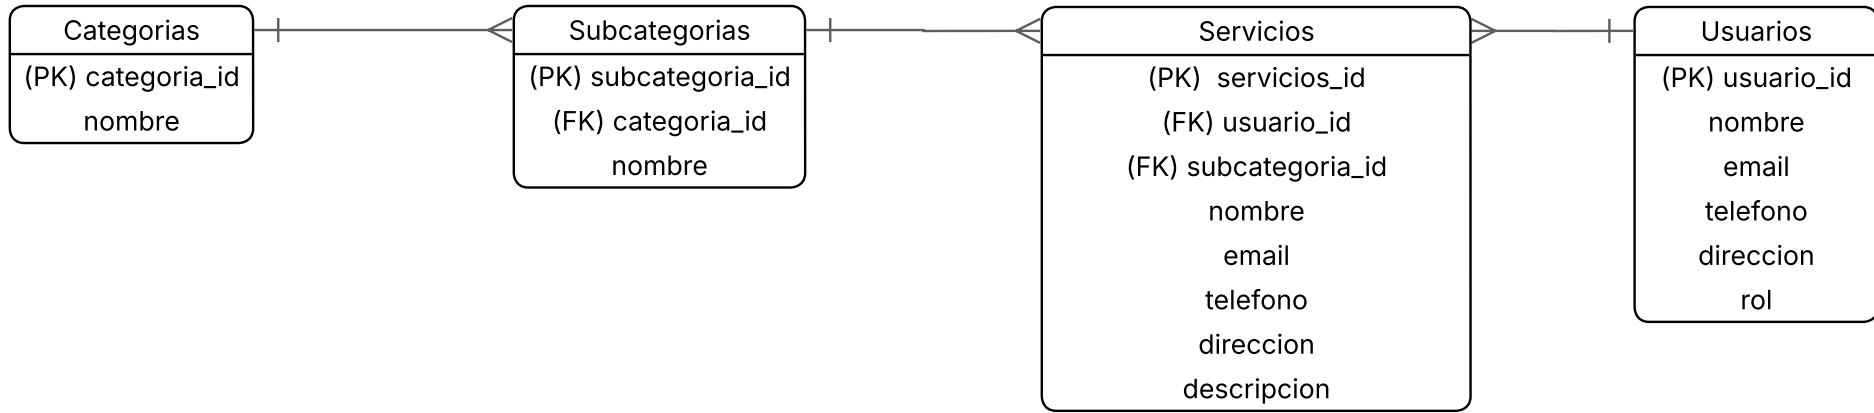 Categorias
(PK) categoria_id
nombre
Subcategorias
(PK) subcategoria_id
(FK) categoria_id
nombre
Servicios
(PK)  servicios_id
(FK) usuario_id
(FK) subcategoria_id
nombre
email
telefono
direccion
descripcion
Usuarios
(PK) usuario_id
nombre
email
telefono
direccion
rol